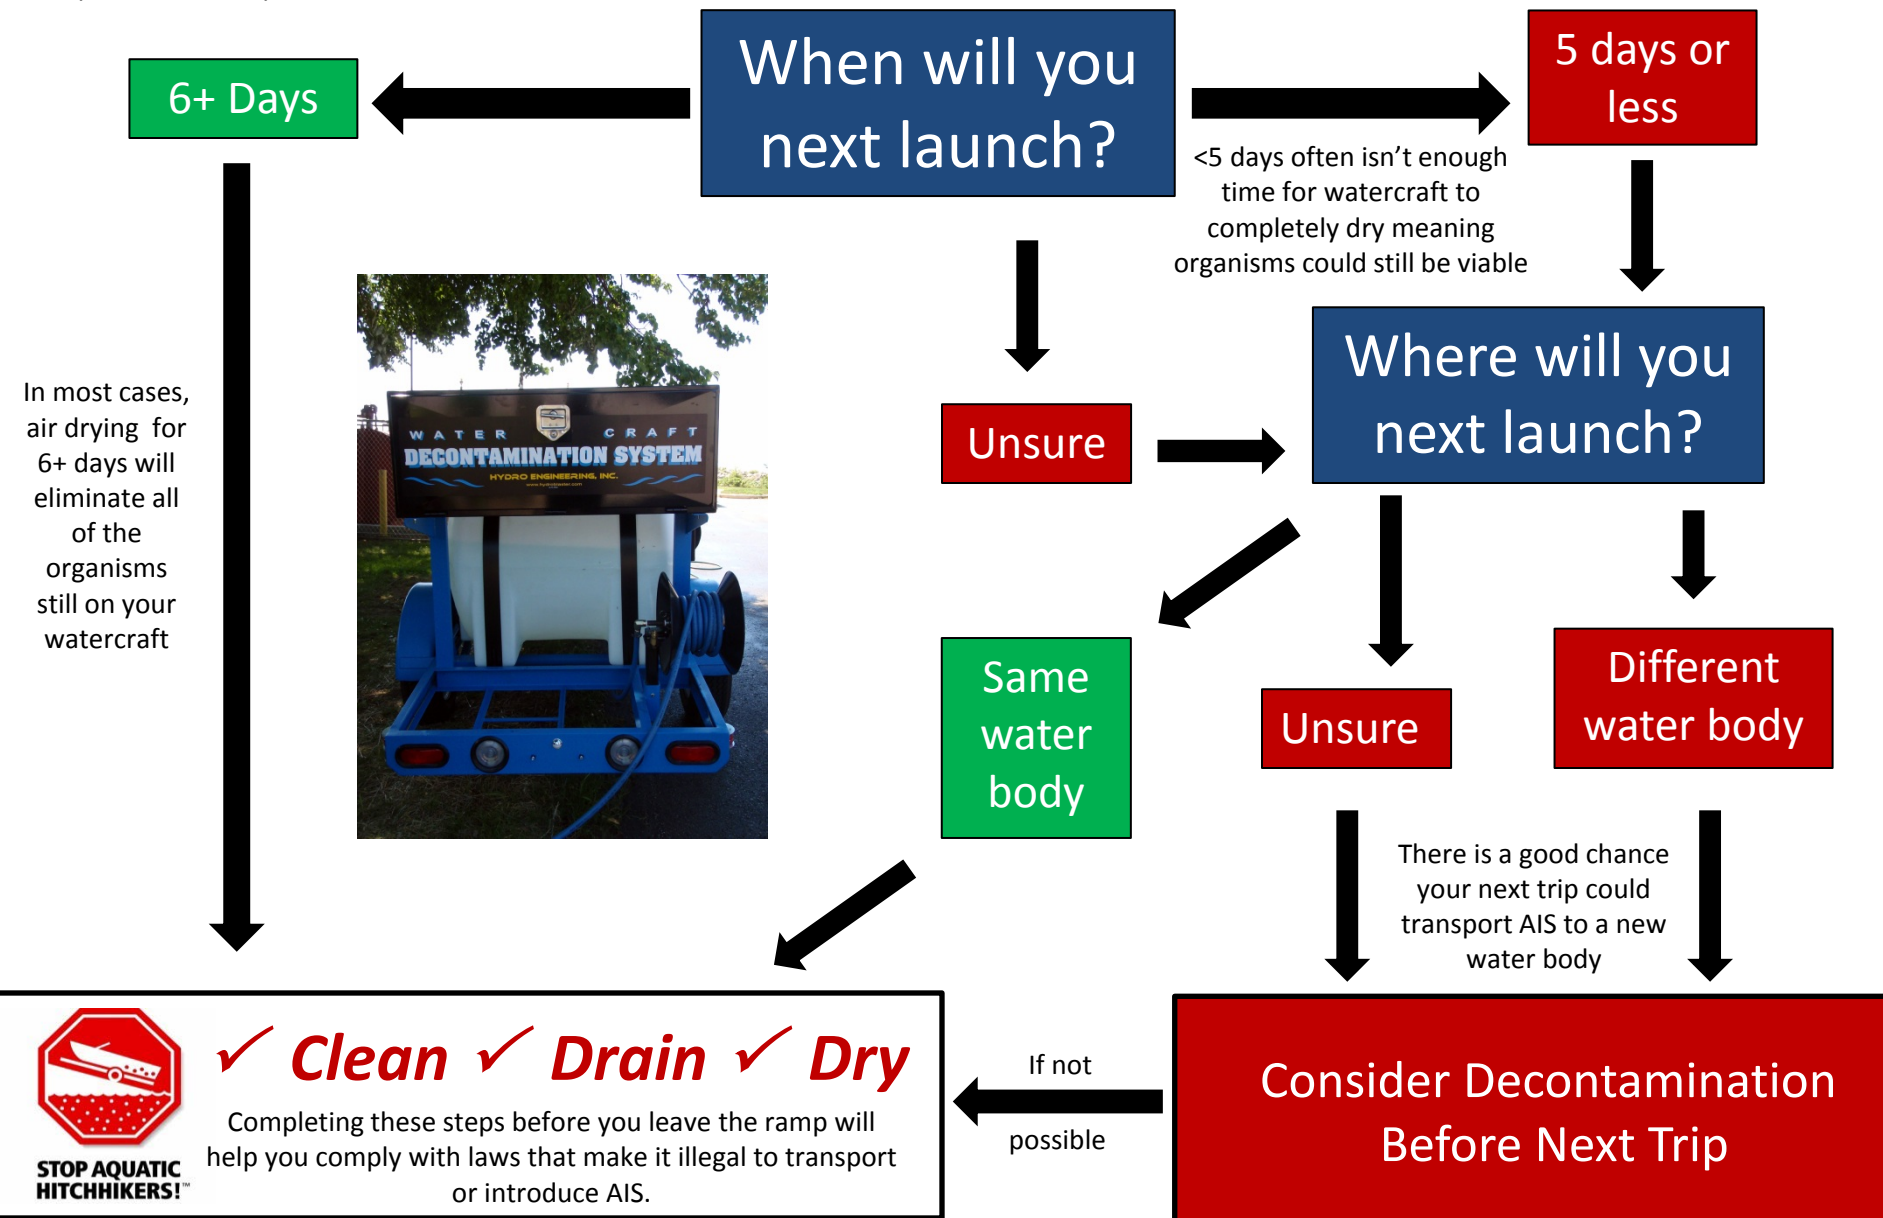 When will you
next launch?
6+ Days
5 days or
less
<5 days often isn't enough
time for watercraft to
completely dry meaning
organisms could still be viable
In most cases,
air drying for
6+ days will
eliminate all
of the
organisms
still on your
watercraft
WATER CRAFT
DECONTAMINATION SYSTEM
HYDRO ENGINEERING, INC.
Unsure
Where will you
next launch?
Same
water
body
Unsure
Different
water body
There is a good chance
your next trip could
transport AIS to a new
water body
✓ Clean ✓ Drain ✓ Dry
Completing these steps before you leave the ramp will
help you comply with laws that make it illegal to transport
or introduce AIS.
STOP AQUATIC
HITCHHIKERS!™
If not
possible
Consider Decontamination
Before Next Trip